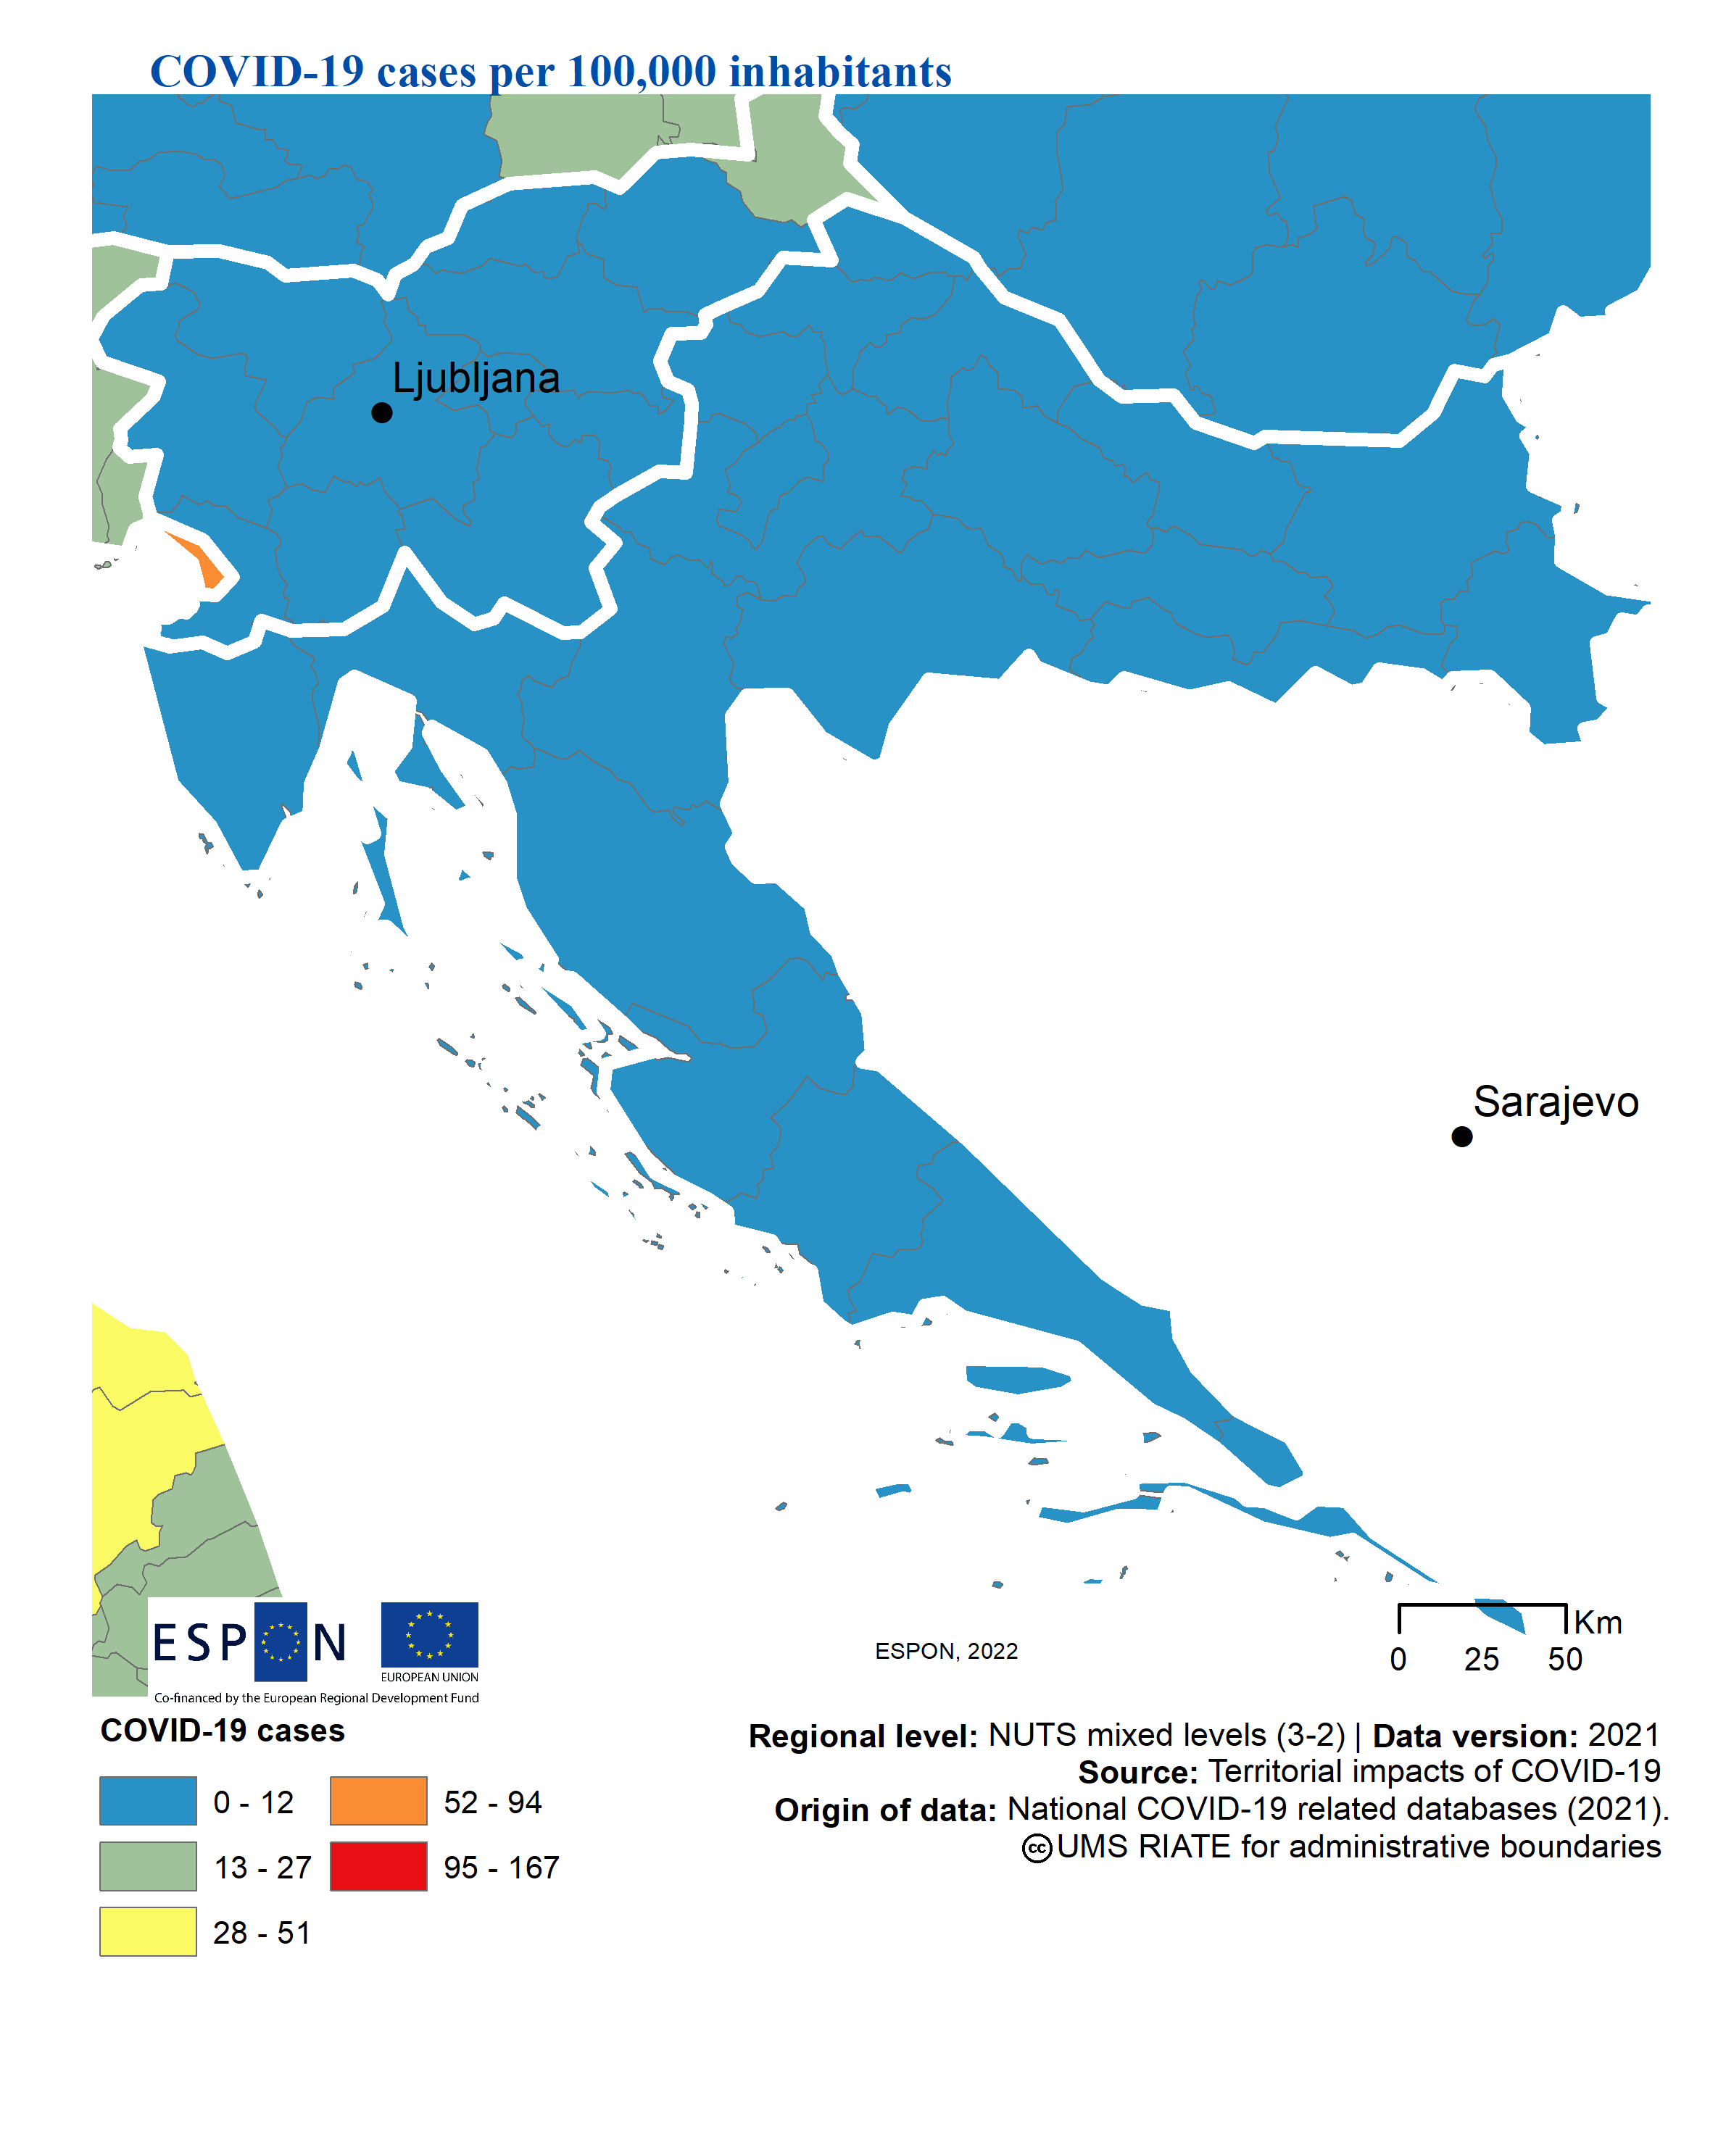 COVID-19 cases per 100,000 inhabitants
Ljubljana
Sarajevo
ESPON
EUROPEAN UNION
Co-financed by the European Regional Development Fund
ESPON, 2022
Km
0 25 50
COVID-19 cases
0 - 12
13 - 27
28 - 51
52 - 94
95 - 167
Regional level: NUTS mixed levels (3-2) | Data version: 2021
Source: Territorial impacts of COVID-19
Origin of data: National COVID-19 related databases (2021).
cc UMS RIATE for administrative boundaries